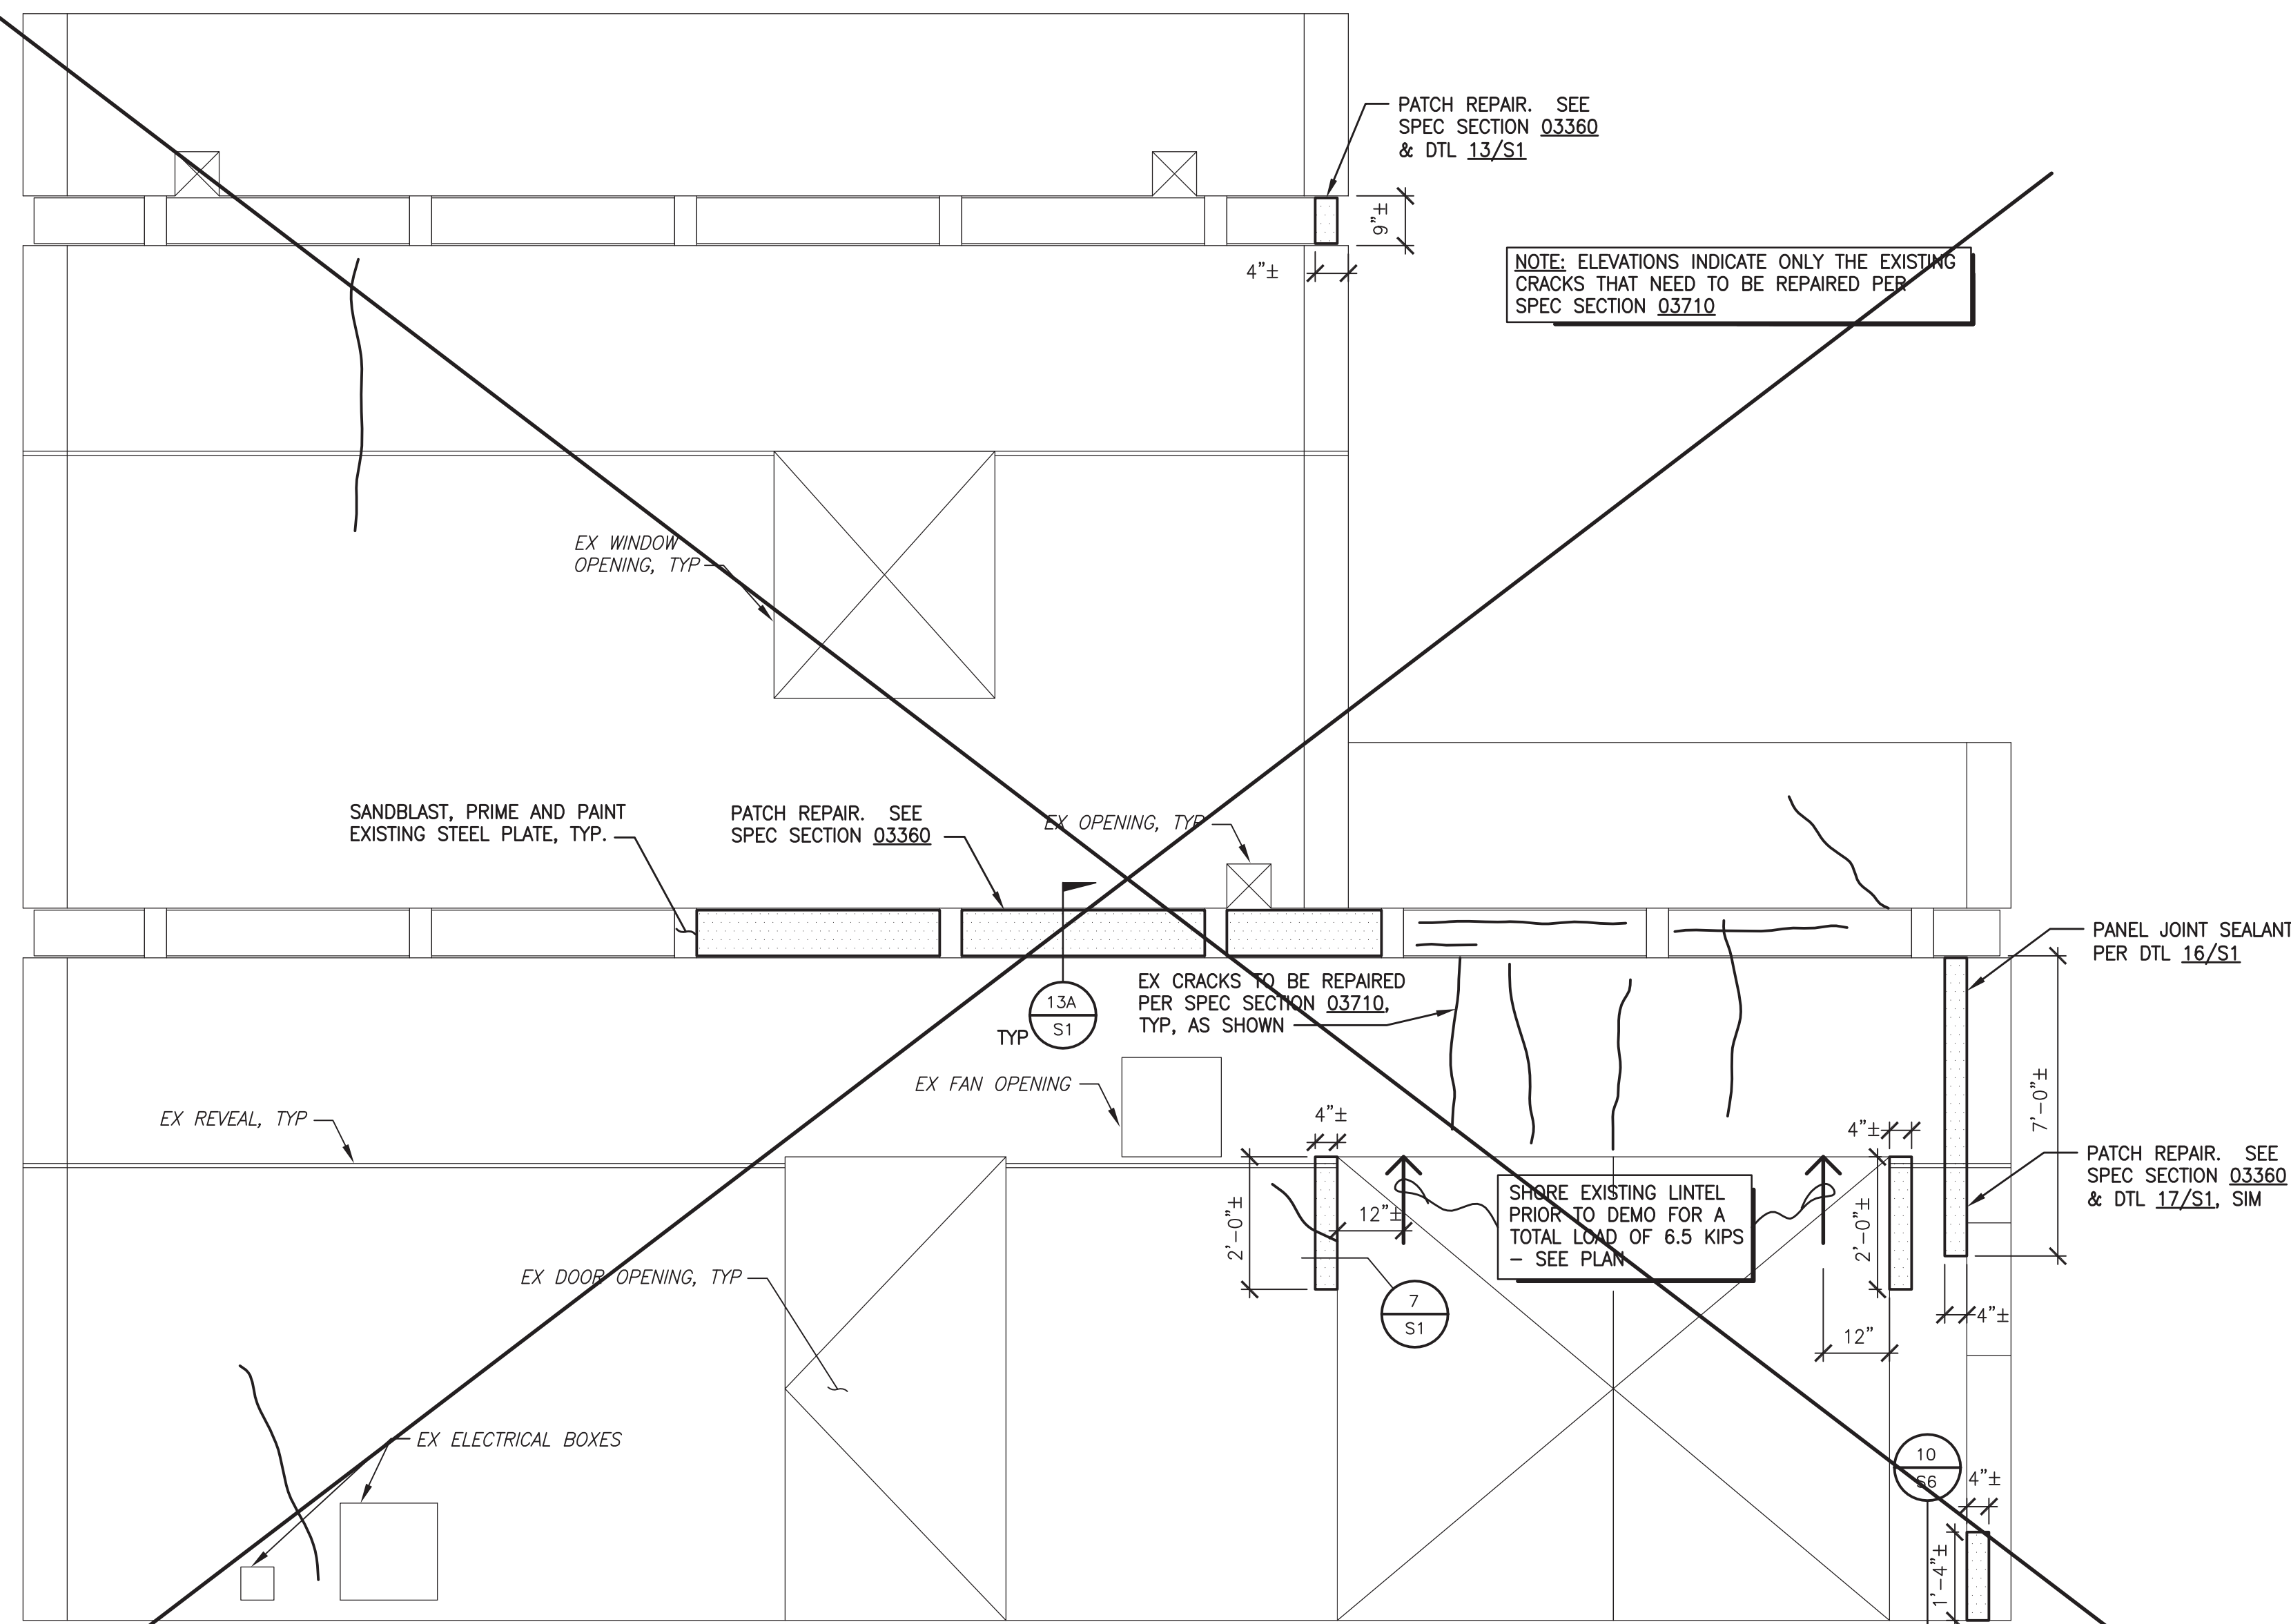 PATCH REPAIR. SEE
SPEC SECTION 03360
& DTL 13/S1
9"±
4"±
NOTE: ELEVATIONS INDICATE ONLY THE EXISTING
CRACKS THAT NEED TO BE REPAIRED PER
SPEC SECTION 03710
EX WINDOW
OPENING, TYP
SANDBLAST, PRIME AND PAINT
EXISTING STEEL PLATE, TYP.
PATCH REPAIR. SEE
SPEC SECTION 03360
EX OPENING, TYP
PANEL JOINT SEALANT
PER DTL 16/S1
EX CRACKS TO BE REPAIRED
PER SPEC SECTION 03710,
TYP, AS SHOWN
13A
S1
TYP
EX FAN OPENING
EX REVEAL, TYP
4"±
4"±
7'-0"±
PATCH REPAIR. SEE
SPEC SECTION 03360
& DTL 17/S1, SIM
2'-0"±
12"±
SHORE EXISTING LINTEL
PRIOR TO DEMO FOR A
TOTAL LOAD OF 6.5 KIPS
- SEE PLAN
2'-0"±
EX DOOR OPENING, TYP
7
S1
4"±
12"
EX ELECTRICAL BOXES
10
S6
4"±
1'-4"±